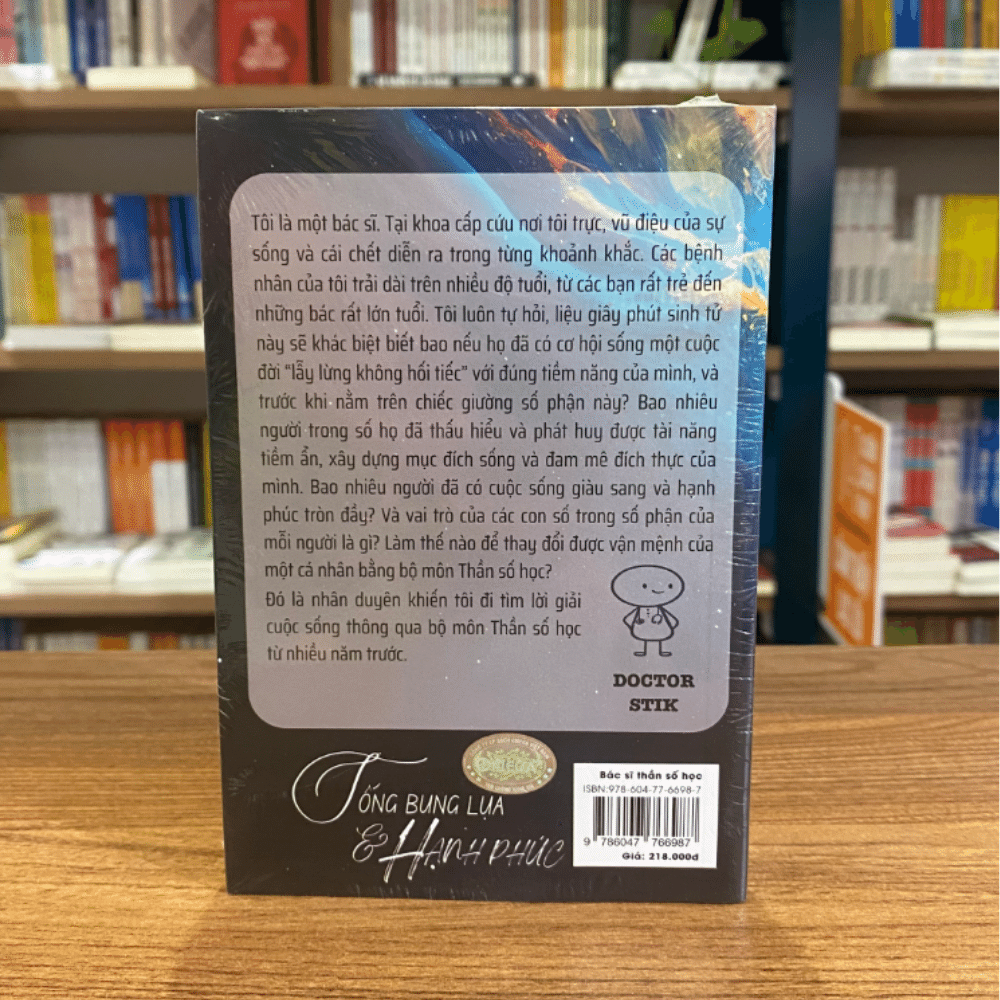 Tôi là một bác sĩ. Tại khoa cấp cứu nơi tôi trực, vũ điệu của sự
sống và cái chết diễn ra trong từng khoảnh khắc. Các bệnh
nhân của tôi trải dài trên nhiều độ tuổi, từ các bạn rất trẻ đến
những bác rất lớn tuổi. Tôi luôn tự hỏi, liệu giây phút sinh tử
này sẽ khác biệt biết bao nếu họ đã có cơ hội sống một cuộc
đời “lẫy lừng không hối tiếc” với đúng tiềm năng của mình, và
trước khi nằm trên chiếc giường số phận này? Bao nhiêu
người trong số họ đã thấu hiểu và phát huy được tài năng
tiềm ẩn, xây dựng mục đích sống và đam mê đích thực của
mình. Bao nhiêu người đã có cuộc sống giàu sang và hạnh
phúc tròn đầy? Và vai trò của các con số trong số phận của
mỗi người là gì? Làm thế nào để thay đổi được vận mệnh của
một cá nhân bằng bộ môn Thần số học?
Đó là nhân duyên khiến tôi đi tìm lời giải
cuộc sống thông qua bộ môn Thần số học
từ nhiều năm trước.
DOCTOR
STIK
ỐNG BUNG LỤA
& HẠNH PHÚC
Bác sĩ thần số học
ISBN:978-604-77-6698-7
9 786047 766987
Giá: 218.000đ